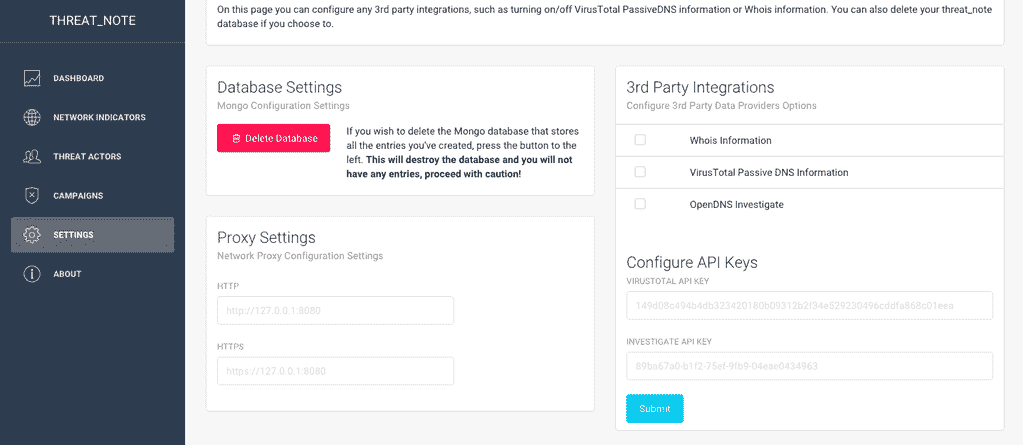 THREAT_NOTE
DASHBOARD
NETWORK INDICATORS
THREAT ACTORS
CAMPAIGNS
SETTINGS
ABOUT
On this page you can configure any 3rd party integrations, such as turning on/off VirusTotal PassiveDNS information or Whois information. You can also delete your threat_note
database if you choose to.
Database Settings
Mongo Configuration Settings
Delete Database
If you wish to delete the Mongo database that stores
all the entries you've created, press the button to the
left. This will destroy the database and you will not
have any entries, proceed with caution!
Proxy Settings
Network Proxy Configuration Settings
HTTP
http://127.0.0.1:8080
HTTPS
https://127.0.0.1:8080
3rd Party Integrations
Configure 3rd Party Data Providers Options
Whois Information
VirusTotal Passive DNS Information
OpenDNS Investigate
Configure API Keys
VIRUSTOTAL API KEY
149d08c494b4db323420180b09312b2f34e529230496cddfa868c01eea
INVESTIGATE API KEY
89ba67a0-b1f2-75ef-9fb9-04eae0434963
Submit